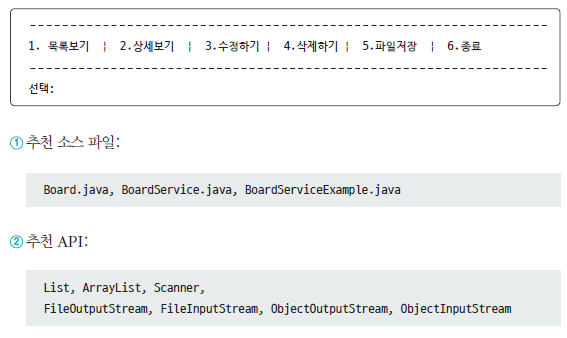 -----------------------------------------------------------------
1. 목록보기 ¦ 2.상세보기 ¦ 3.수정하기 ¦ 4.삭제하기 ¦ 5.파일저장 ¦ 6.종료
-----------------------------------------------------------------
선택:
① 추천 소스 파일:
Board.java, BoardService.java, BoardServiceExample.java
② 추천 API:
List, ArrayList, Scanner,
FileOutputStream, FileInputStream, ObjectOutputStream, ObjectInputStream